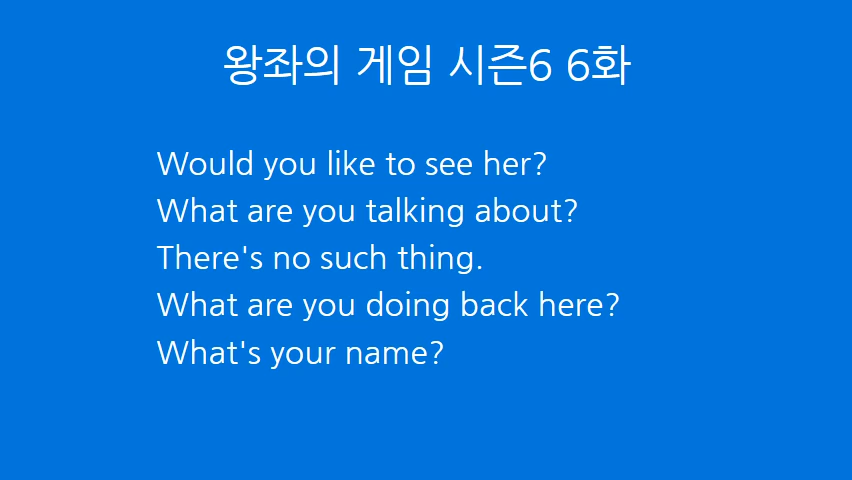 왕좌의 게임 시즌6 6화
Would you like to see her?
What are you talking about?
There's no such thing.
What are you doing back here?
What's your name?